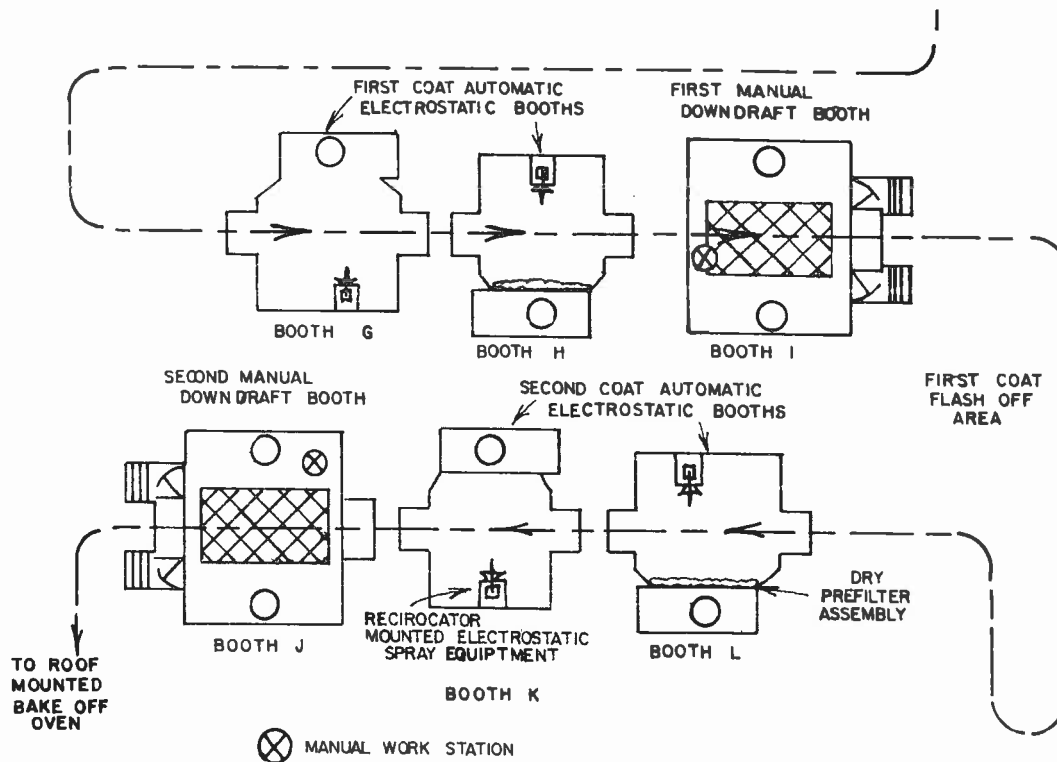 FIRST COAT AUTOMATIC
ELECTROSTATIC BOOTHS
FIRST MANUAL
DOWNDRAFT BOOTH
BOOTH G
BOOTH H
BOOTH I
SECOND MANUAL
DOWNDRAFT BOOTH
SECOND COAT AUTOMATIC
ELECTROSTATIC BOOTHS
FIRST COAT
FLASH OFF
AREA
DRY
PREFILTER
ASSEMBLY
RECIROCATOR
MOUNTED ELECTROSTATIC
SPRAY EQUIPTMENT
BOOTH J
BOOTH L
BOOTH K
TO ROOF
MOUNTED
BAKE OFF
OVEN
MANUAL WORK STATION